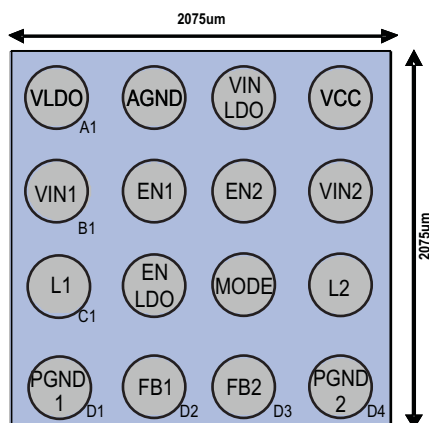 2075um
VLDO
A1
AGND
VIN
LDO
VCC
VIN1
B1
EN1
EN2
VIN2
L1
C1
EN
LDO
MODE
L2
PGND
1
D1
FB1
D2
FB2
D3
PGND
2
D4
2075um